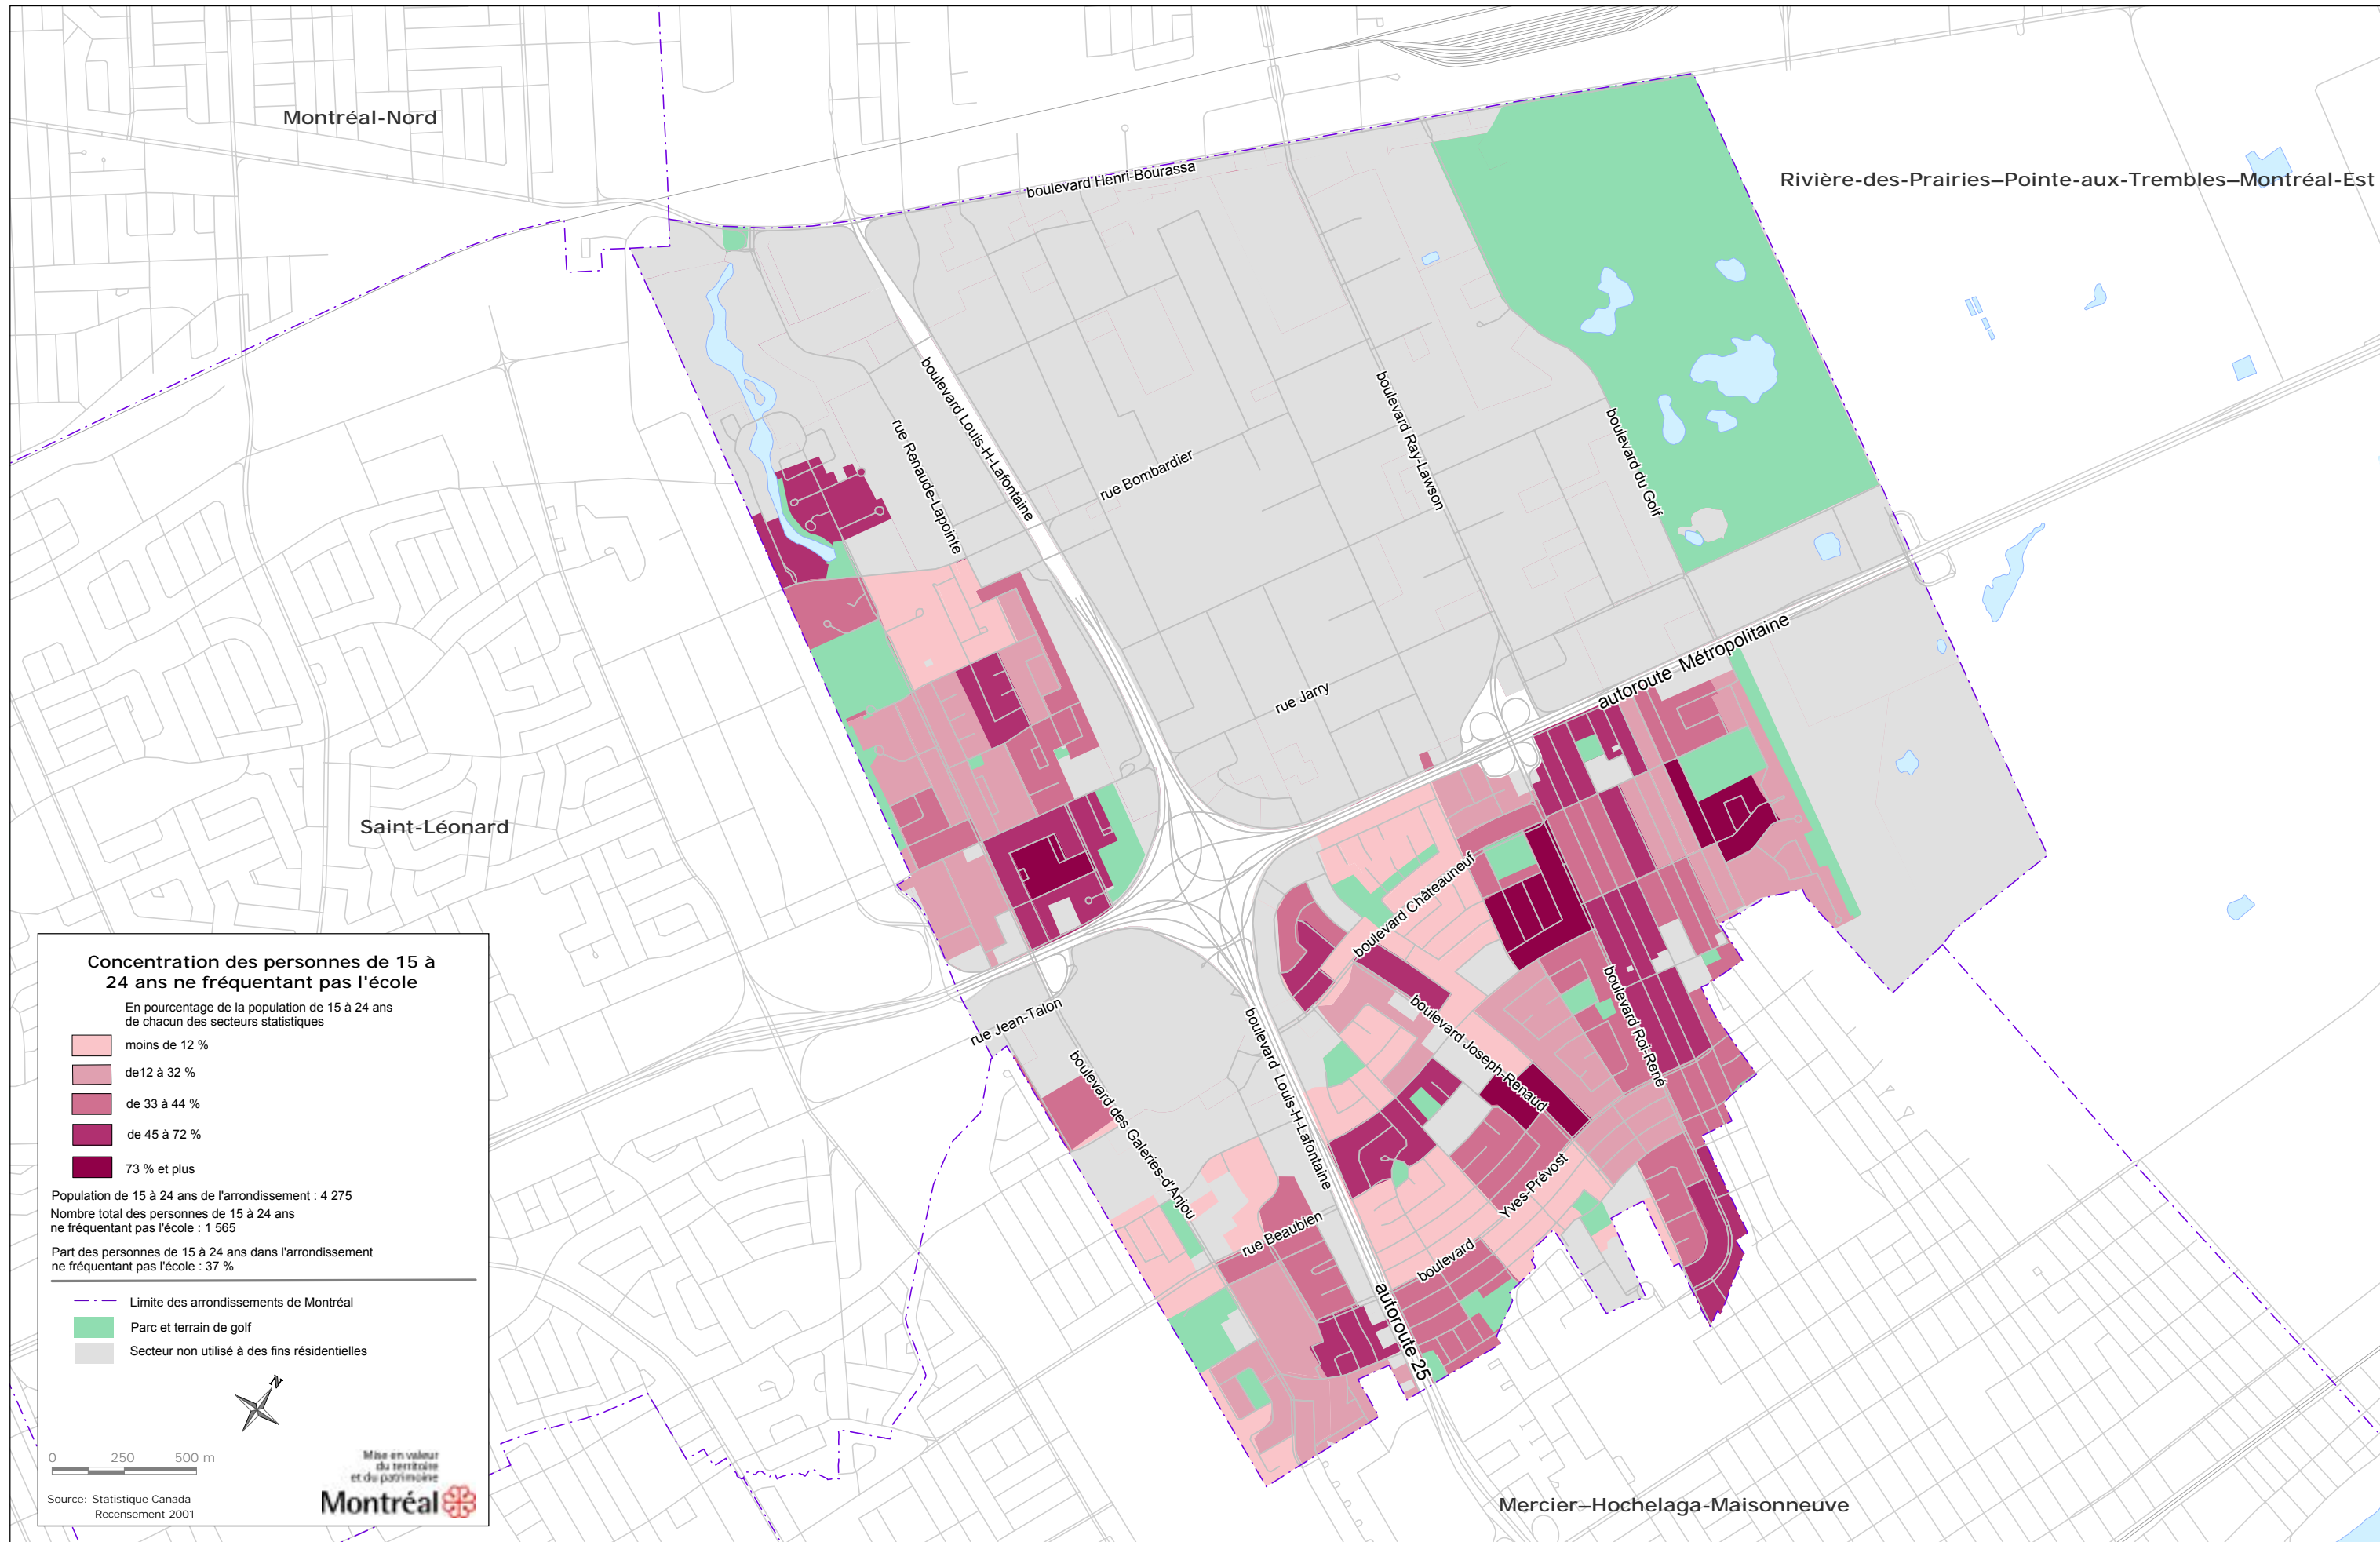 Montréal-Nord
Rivière-des-Prairies–Pointe-aux-Trembles–Montréal-Est
boulevard Henri-Bourassa
boulevard Louis-H-Lafontaine
rue Renaude-Lapointe
rue Bombardier
boulevard Ray-Lawson
boulevard du Golf
autoroute Métropolitaine
rue Jarry
Saint-Léonard
boulevard Châteauneuf
boulevard Joseph-Renaud
boulevard Roi-René
rue Jean-Talon
boulevard des Galeries-d'Anjou
boulevard Louis-H-Lafontaine
rue Beaubien
boulevard Yves-Prévost
autoroute 25
Mercier–Hochelaga-Maisonneuve
Concentration des personnes de 15 à
24 ans ne fréquentant pas l'école
En pourcentage de la population de 15 à 24 ans
de chacun des secteurs statistiques
moins de 12 %
de12 à 32 %
de 33 à 44 %
de 45 à 72 %
73 % et plus
Population de 15 à 24 ans de l'arrondissement : 4 275
Nombre total des personnes de 15 à 24 ans
ne fréquentant pas l'école : 1 565
Part des personnes de 15 à 24 ans dans l'arrondissement
ne fréquentant pas l'école : 37 %
Limite des arrondissements de Montréal
Parc et terrain de golf
Secteur non utilisé à des fins résidentielles
N
0 250 500 m
Mise en valeur
du territoire
et du patrimoine
Montréal
Source: Statistique Canada
Recensement 2001